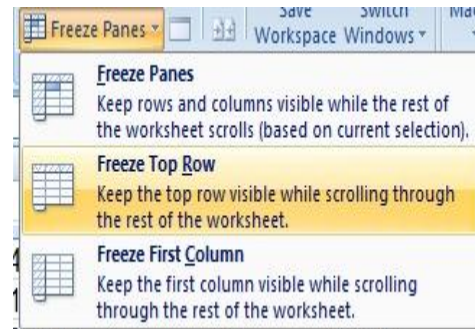 Save Switch
Freeze Panes Workspace Windows
Freeze Panes
Keep rows and columns visible while the rest of
the worksheet scrolls (based on current selection).
Freeze Top Row
Keep the top row visible while scrolling through
the rest of the worksheet.
Freeze First Column
Keep the first column visible while scrolling
through the rest of the worksheet.